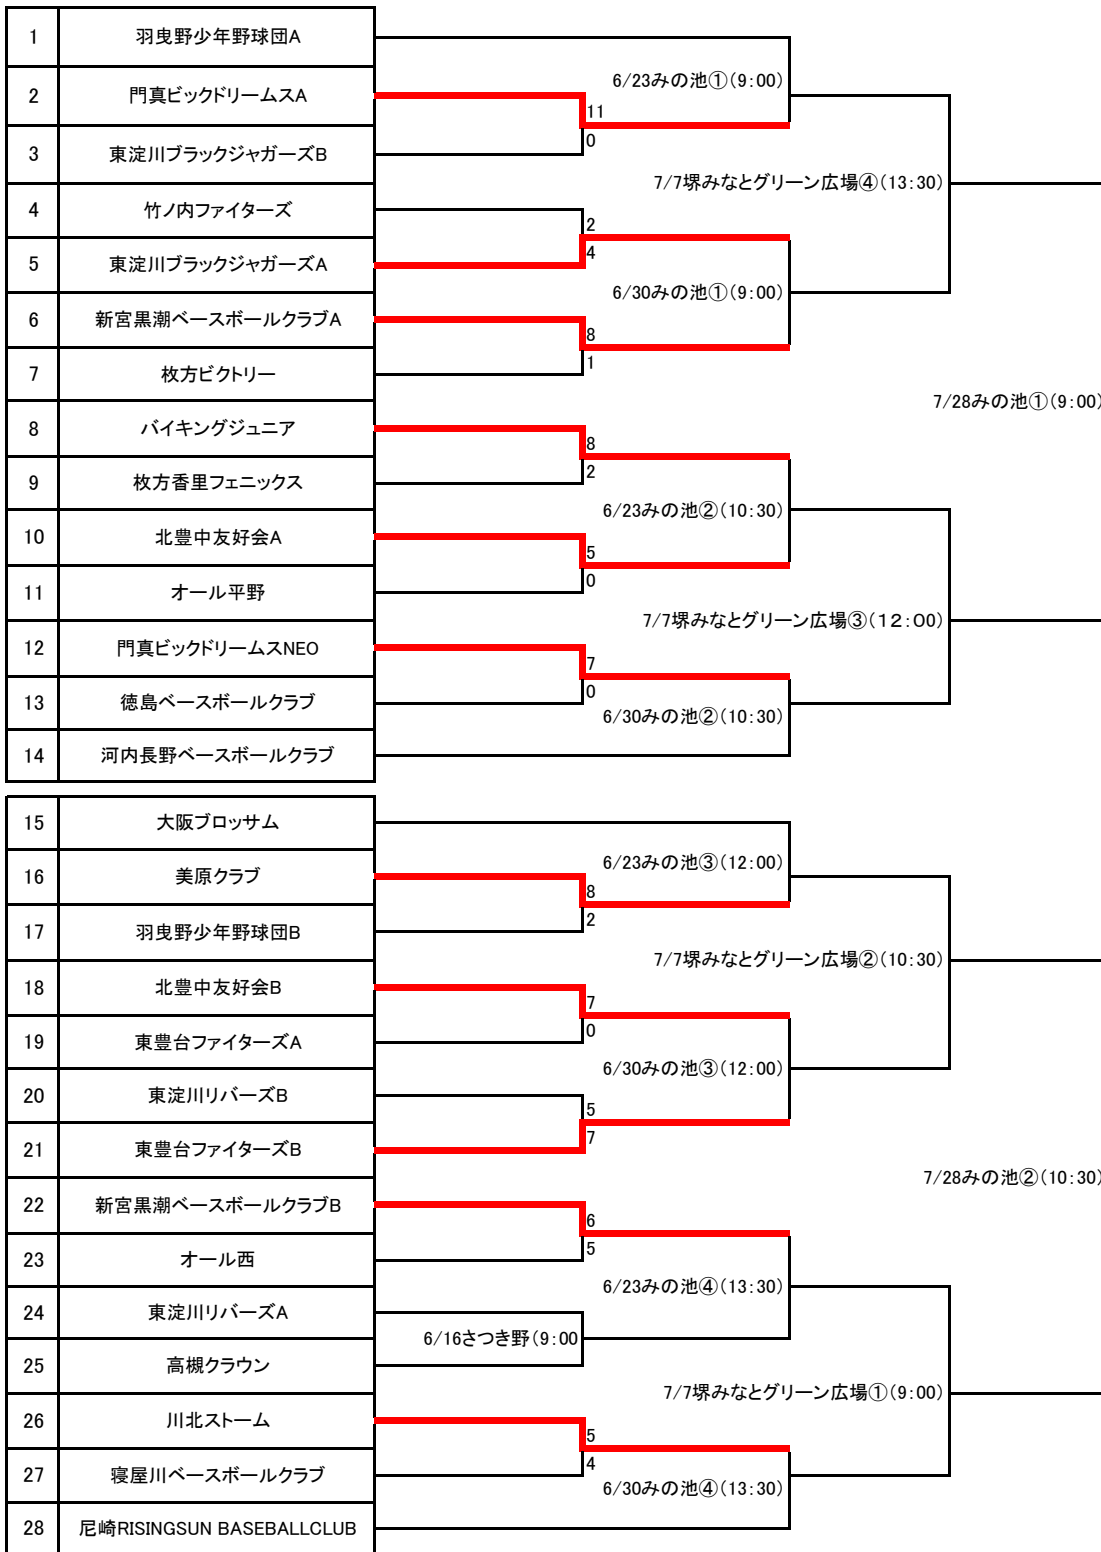 1 羽曳野少年野球団A
6/23みの池①(9:00)
2 門真ビックドリームスA
11
0
3 東淀川ブラックジャガーズB
7/7堺みなとグリーン広場④(13:30)
4 竹ノ内ファイターズ
2
4
5 東淀川ブラックジャガーズA
6/30みの池①(9:00)
6 新宮黒潮ベースボールクラブA
8
1
7 枚方ビクトリー
7/28みの池①(9:00)
8 バイキングジュニア
8
2
9 枚方香里フェニックス
6/23みの池②(10:30)
10 北豊中友好会A
5
0
11 オール平野
7/7堺みなとグリーン広場③(12:00)
12 門真ビックドリームスNEO
7
0
13 徳島ベースボールクラブ
6/30みの池②(10:30)
14 河内長野ベースボールクラブ
15 大阪ブロッサム
6/23みの池③(12:00)
16 美原クラブ
8
2
17 羽曳野少年野球団B
7/7堺みなとグリーン広場②(10:30)
18 北豊中友好会B
7
0
19 東豊台ファイターズA
6/30みの池③(12:00)
20 東淀川リバーズB
5
7
21 東豊台ファイターズB
7/28みの池②(10:30)
22 新宮黒潮ベースボールクラブB
6
5
23 オール西
6/23みの池④(13:30)
24 東淀川リバーズA
6/16さつき野(9:00
25 高槻クラウン
7/7堺みなとグリーン広場①(9:00)
26 川北ストーム
5
4
27 寝屋川ベースボールクラブ
6/30みの池④(13:30)
28 尼崎RISINGSUN BASEBALLCLUB